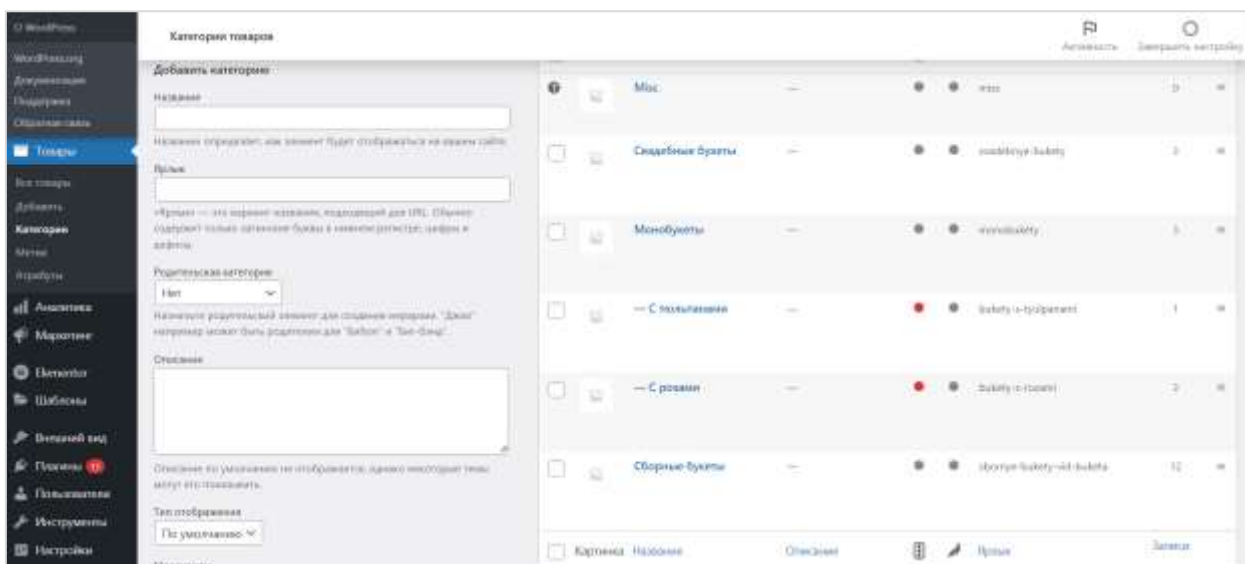 О WordPress
WordPress.org
Документация
Поддержка
Обратная связь
Товары
Все товары
Добавить
Категории
Метки
Атрибуты
Аналитика
Маркетинг
Elementor
Шаблоны
Внешний вид
Плагины
Пользователи
Инструменты
Настройки
Категории товаров
Активность
Завершить настройку
Добавить категорию
Название
Название определяет, как элемент будет отображаться на вашем сайте.
Ярлык
«Ярлык» — это вариант названия, подходящий для URL. Обычно
содержит только латинские буквы в нижнем регистре, цифры и
дефисы.
Родительская категория
Нет
Назначьте родительский элемент для создания иерархии. "Джаз"
например может быть родителем для "Бибоп" и "Биг-бэнд".
Описание
Описание по умолчанию не отображается, однако некоторые темы
могут его показывать.
Тип отображения
По умолчанию
Misc — misc
Свадебные букеты — svadebnye-bukety
Монобукеты — monobukety
— С тюльпанами — bukety-s-tyulpanami 1
— С розами — bukety-s-rozami
Сборные букеты — 12
Картинка Название Описание Ярлык Записи